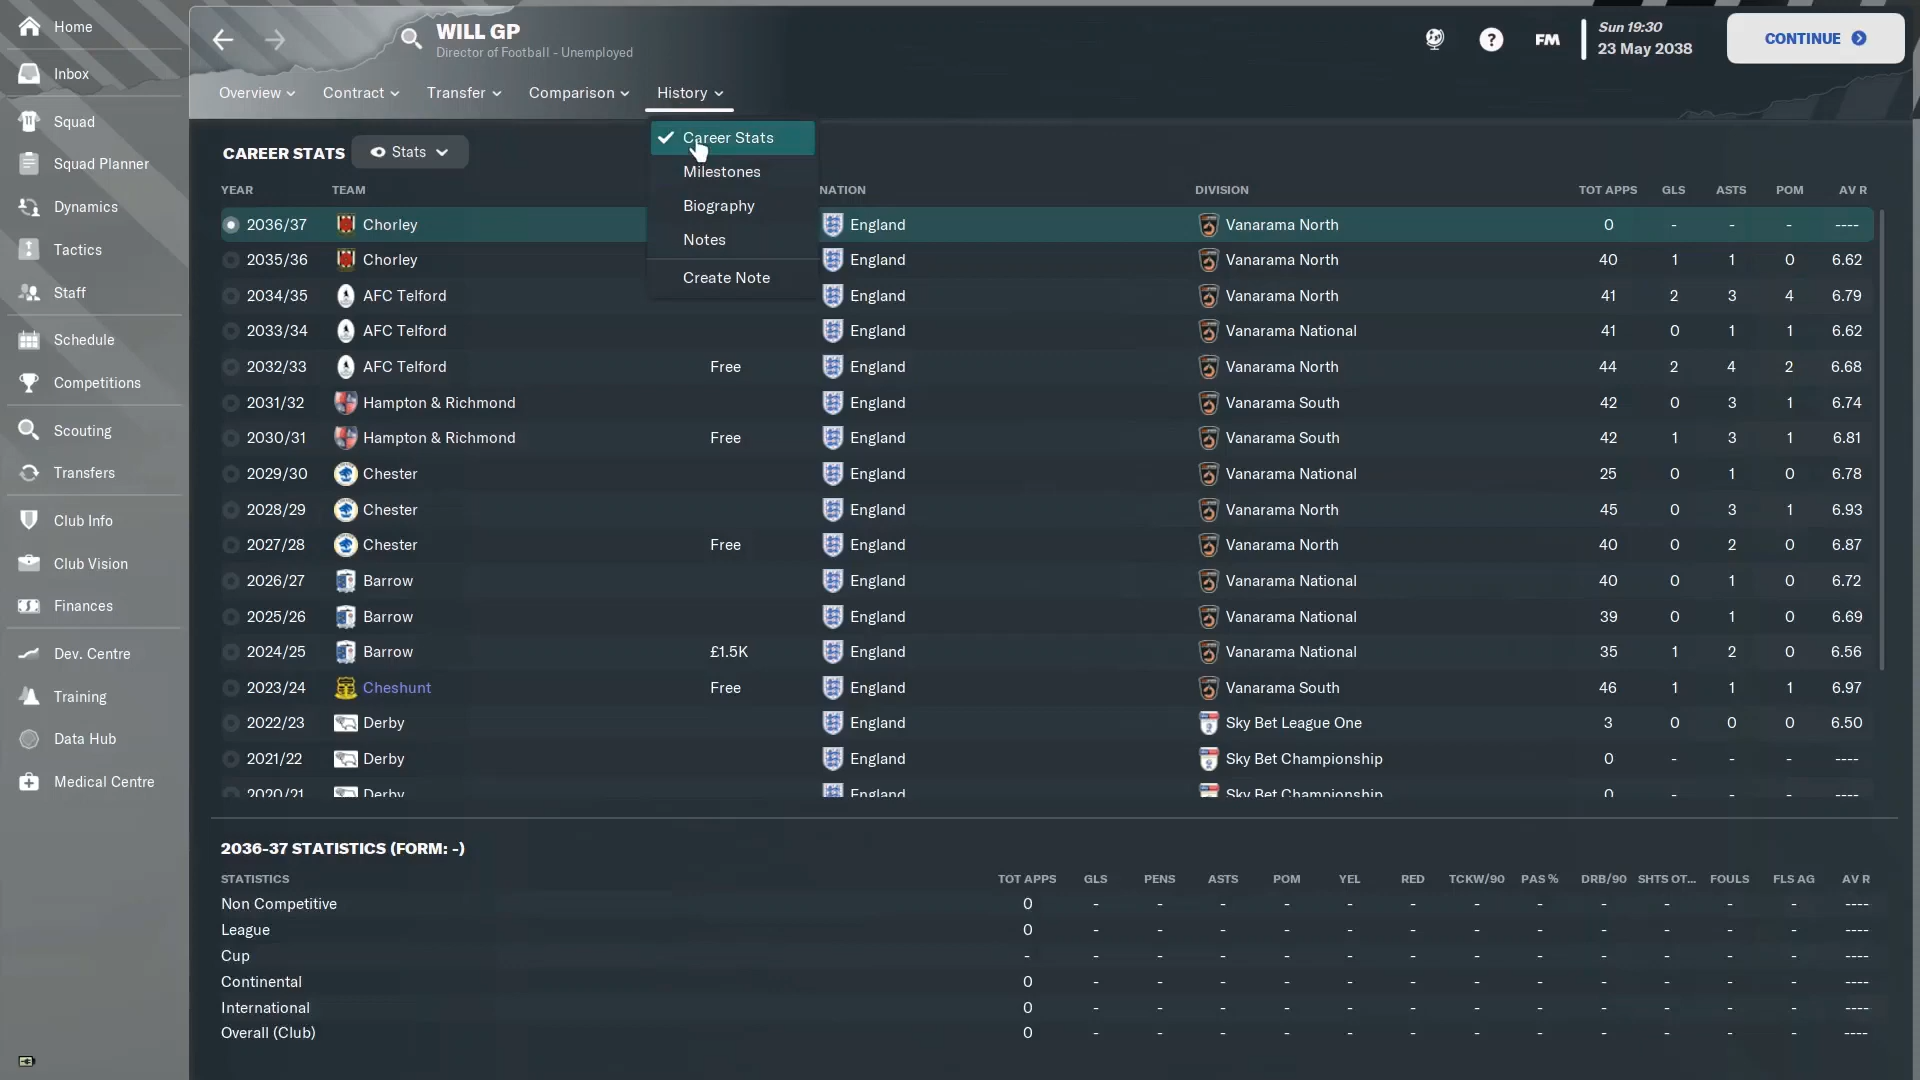 Home
Inbox
Squad
Squad Planner
Dynamics
Tactics
Staff
Schedule
Competitions
Scouting
Transfers
Club Info
Club Vision
Finances
Dev. Centre
Training
Data Hub
Medical Centre
WILL GP
Director of Football - Unemployed
FM
Sun 19:30
23 May 2038
CONTINUE
Overview Contract Transfer Comparison History
Career Stats
Milestones
Biography
Notes
Create Note
CAREER STATS Stats
YEAR TEAM NATION DIVISION TOT APPS GLS ASTS POM AV R
2036/37 Chorley England Vanarama North 0 - - - ----
2035/36 Chorley England Vanarama North 40 1 1 0 6.62
2034/35 AFC Telford England Vanarama North 41 2 3 4 6.79
2033/34 AFC Telford England Vanarama National 41 0 1 1 6.62
2032/33 AFC Telford Free England Vanarama North 44 2 4 2 6.68
2031/32 Hampton & Richmond England Vanarama South 42 0 3 1 6.74
2030/31 Hampton & Richmond Free England Vanarama South 42 1 3 1 6.81
2029/30 Chester England Vanarama National 25 0 1 0 6.78
2028/29 Chester England Vanarama North 45 0 3 1 6.93
2027/28 Chester Free England Vanarama North 40 0 2 0 6.87
2026/27 Barrow England Vanarama National 40 0 1 0 6.72
2025/26 Barrow England Vanarama National 39 0 1 0 6.69
2024/25 Barrow £1.5K England Vanarama National 35 1 2 0 6.56
2023/24 Cheshunt Free England Vanarama South 46 1 1 1 6.97
2022/23 Derby England Sky Bet League One 3 0 0 0 6.50
2021/22 Derby England Sky Bet Championship 0 - - - ----
2020/21 Derby England Sky Bet Championship 0 - - - ----
2036-37 STATISTICS (FORM: -)
STATISTICS TOT APPS GLS PENS ASTS POM YEL RED TCKW/90 PAS % DRB/90 SHTS OT... FOULS FLS AG AV R
Non Competitive 0 - - - - - - - - - - - - ----
League 0 - - - - - - - - - - - - ----
Cup - - - - - - - - - - - - - ----
Continental 0 - - - - - - - - - - - - ----
International 0 - - - - - - - - - - - - ----
Overall (Club) 0 - - - - - - - - - - - - ----